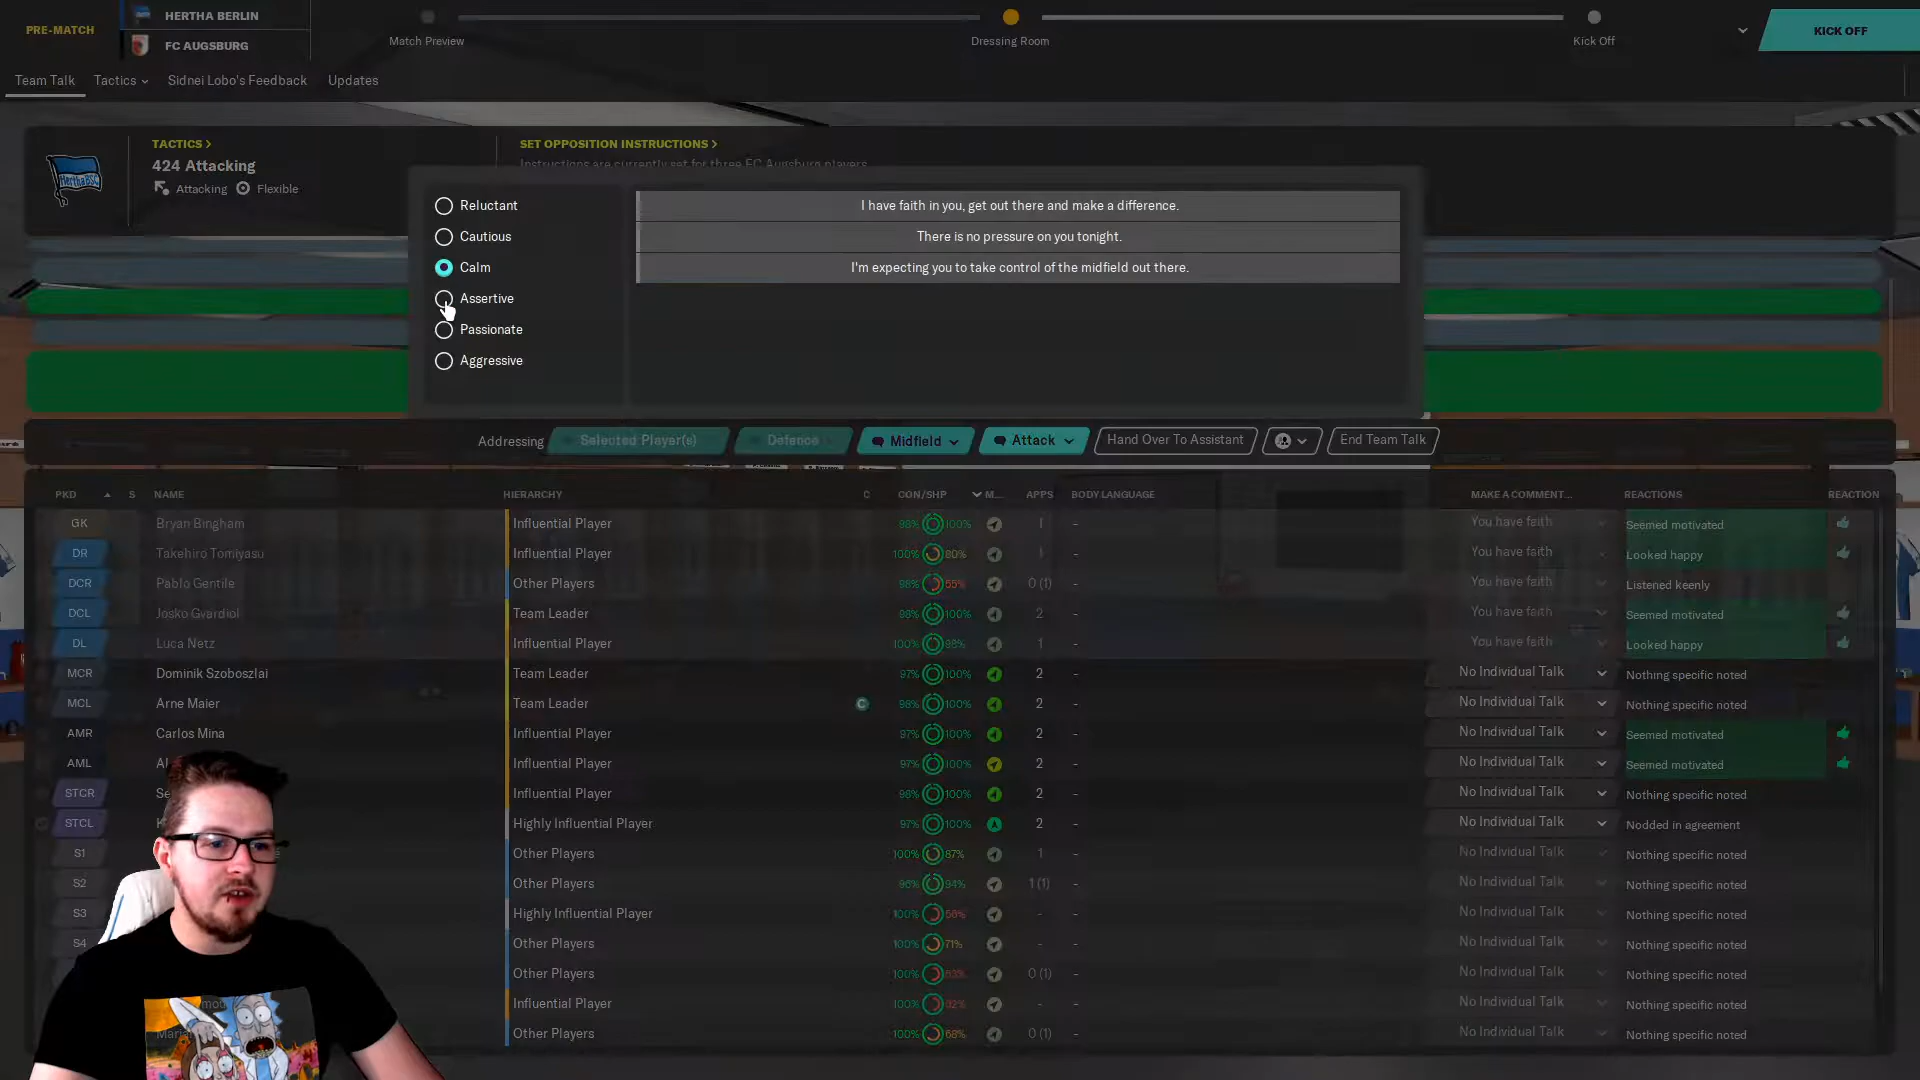 PRE-MATCH
HERTHA BERLIN
FC AUGSBURG
Match Preview
Dressing Room
Kick Off
KICK OFF
Team Talk
Tactics
Sidnei Lobo's Feedback
Updates
TACTICS >
424 Attacking
Attacking
Flexible
SET OPPOSITION INSTRUCTIONS >
Instructions are currently set for three FC Augsburg players
Reluctant
Cautious
Calm
Assertive
Passionate
Aggressive
I have faith in you, get out there and make a difference.
There is no pressure on you tonight.
I'm expecting you to take control of the midfield out there.
Addressing
Selected Player(s)
Defence
Midfield
Attack
Hand Over To Assistant
End Team Talk
PKD S NAME HIERARCHY C CON/SHP M... APPS BODY LANGUAGE MAKE A COMMENT... REACTIONS REACTION
GK Bryan Bingham Influential Player 98% 100% 1 - You have faith Seemed motivated
DR Takehiro Tomiyasu Influential Player 100% 80% 1 - You have faith Looked happy
DCR Pablo Gentile Other Players 98% 55% 0 (1) - You have faith Listened keenly
DCL Josko Gvardiol Team Leader 98% 100% 2 - You have faith Seemed motivated
DL Luca Netz Influential Player 100% 98% 1 - You have faith Looked happy
MCR Dominik Szoboszlai Team Leader 97% 100% 2 - No Individual Talk Nothing specific noted
MCL Arne Maier Team Leader C 98% 100% 2 - No Individual Talk Nothing specific noted
AMR Carlos Mina Influential Player 97% 100% 2 - No Individual Talk Seemed motivated
AML Influential Player 97% 100% 2 - No Individual Talk Seemed motivated
STCR Influential Player 98% 100% 2 - No Individual Talk Nothing specific noted
STCL Highly Influential Player 97% 100% 2 - No Individual Talk Nodded in agreement
S1 Other Players 100% 87% 1 - No Individual Talk Nothing specific noted
S2 Other Players 96% 94% 1 (1) - No Individual Talk Nothing specific noted
S3 Highly Influential Player 100% 56% - - No Individual Talk Nothing specific noted
S4 Other Players 100% 71% - - No Individual Talk Nothing specific noted
Other Players 100% 0 (1) - No Individual Talk Nothing specific noted
Influential Player 100% - - No Individual Talk Nothing specific noted
Other Players 100% 68% 0 (1) - No Individual Talk Nothing specific noted